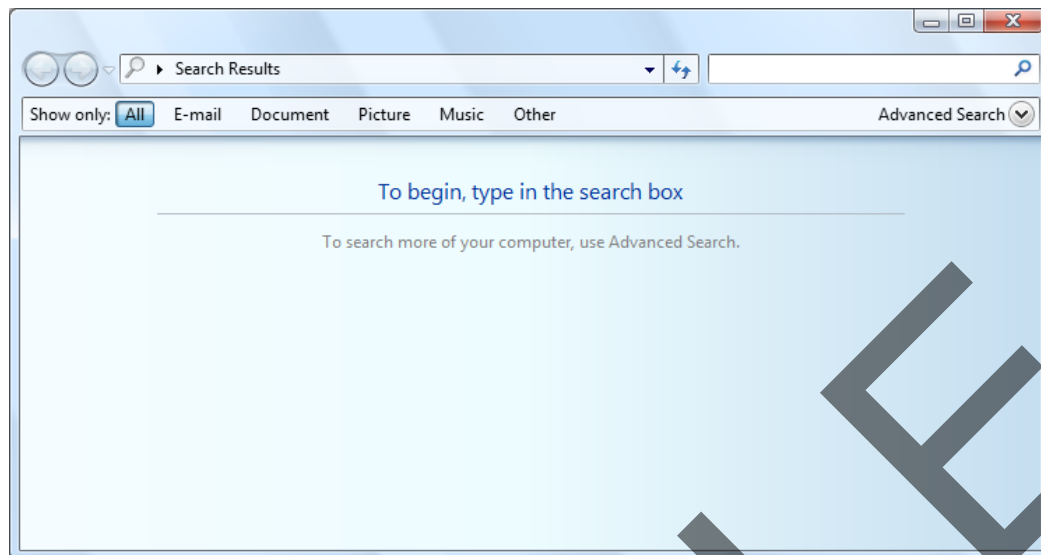 Search Results
Show only: All E-mail Document Picture Music Other Advanced Search
To begin, type in the search box
To search more of your computer, use Advanced Search.